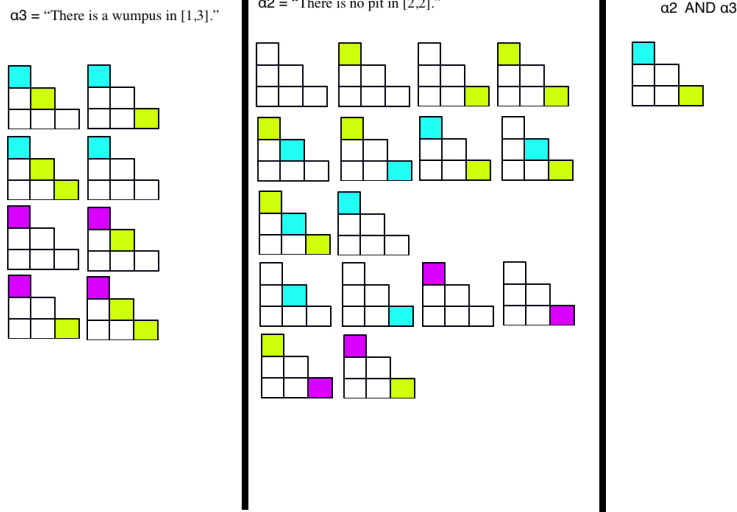 α3 = “There is a wumpus in [1,3].”
α2 = “There is no pit in [2,2].”
α2 AND α3